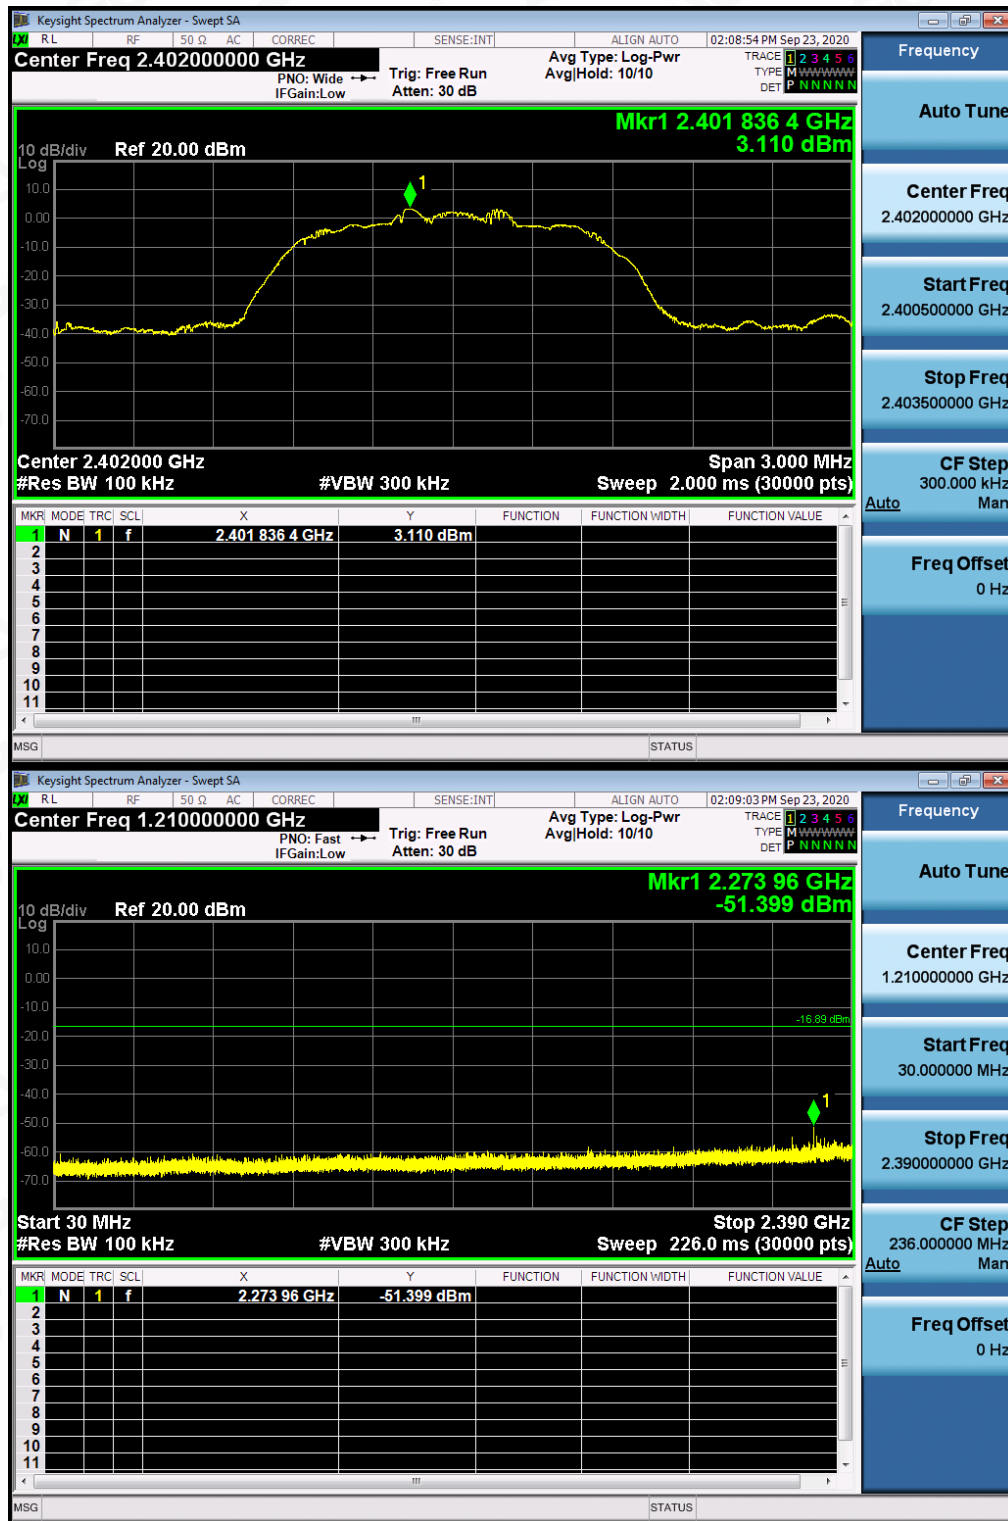 Keysight Spectrum Analyzer - Swept SA
LXI RL RF 50 Ω AC CORREC SENSE:INT ALIGN AUTO 02:08:54 PM Sep 23, 2020
Center Freq 2.402000000 GHz
PNO: Wide
IFGain:Low
Trig: Free Run
Atten: 30 dB
Avg Type: Log-Pwr
Avg|Hold: 10/10
TRACE 1 2 3 4 5 6
TYPE M WWWWW
DET P N N N N N
Mkr1 2.401 836 4 GHz
3.110 dBm
10 dB/div Ref 20.00 dBm
Log
10.0
0.00
-10.0
-20.0
-30.0
-40.0
-50.0
-60.0
-70.0
1
Center 2.402000 GHz Span 3.000 MHz
#Res BW 100 kHz #VBW 300 kHz Sweep 2.000 ms (30000 pts)
MKR MODE TRC SCL X Y FUNCTION FUNCTION WIDTH FUNCTION VALUE
1 N 1 f 2.401 836 4 GHz 3.110 dBm
2
3
4
5
6
7
8
9
10
11
MSG STATUS
Frequency
Auto Tune
Center Freq
2.402000000 GHz
Start Freq
2.400500000 GHz
Stop Freq
2.403500000 GHz
CF Step
300.000 kHz
Auto Man
Freq Offset
0 Hz
Keysight Spectrum Analyzer - Swept SA
LXI RL RF 50 Ω AC CORREC SENSE:INT ALIGN AUTO 02:09:03 PM Sep 23, 2020
Center Freq 1.210000000 GHz
PNO: Fast
IFGain:Low
Trig: Free Run
Atten: 30 dB
Avg Type: Log-Pwr
Avg|Hold: 10/10
TRACE 1 2 3 4 5 6
TYPE M WWWWW
DET P N N N N N
Mkr1 2.273 96 GHz
-51.399 dBm
10 dB/div Ref 20.00 dBm
Log
10.0
0.00
-10.0
-20.0
-30.0
-40.0
-50.0
-60.0
-70.0
-16.89 dBm
1
Start 30 MHz Stop 2.390 GHz
#Res BW 100 kHz #VBW 300 kHz Sweep 226.0 ms (30000 pts)
MKR MODE TRC SCL X Y FUNCTION FUNCTION WIDTH FUNCTION VALUE
1 N 1 f 2.273 96 GHz -51.399 dBm
2
3
4
5
6
7
8
9
10
11
MSG STATUS
Frequency
Auto Tune
Center Freq
1.210000000 GHz
Start Freq
30.000000 MHz
Stop Freq
2.390000000 GHz
CF Step
236.000000 MHz
Auto Man
Freq Offset
0 Hz